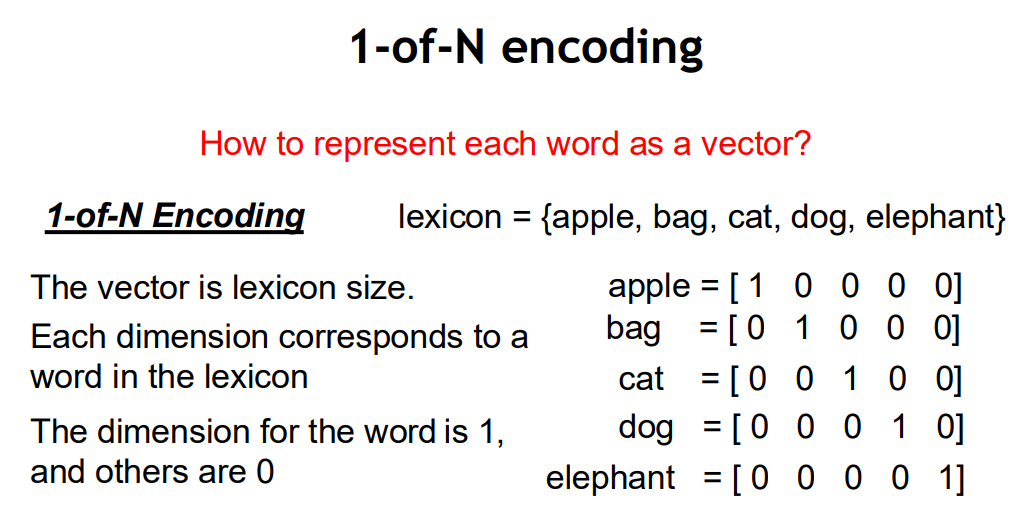 1-of-N encoding
How to represent each word as a vector?
1-of-N Encoding
lexicon = {apple, bag, cat, dog, elephant}
The vector is lexicon size.
Each dimension corresponds to a
word in the lexicon
The dimension for the word is 1,
and others are 0
apple = [ 1 0 0 0 0]
bag = [ 0 1 0 0 0]
cat = [ 0 0 1 0 0]
dog = [ 0 0 0 1 0]
elephant = [ 0 0 0 0 1]